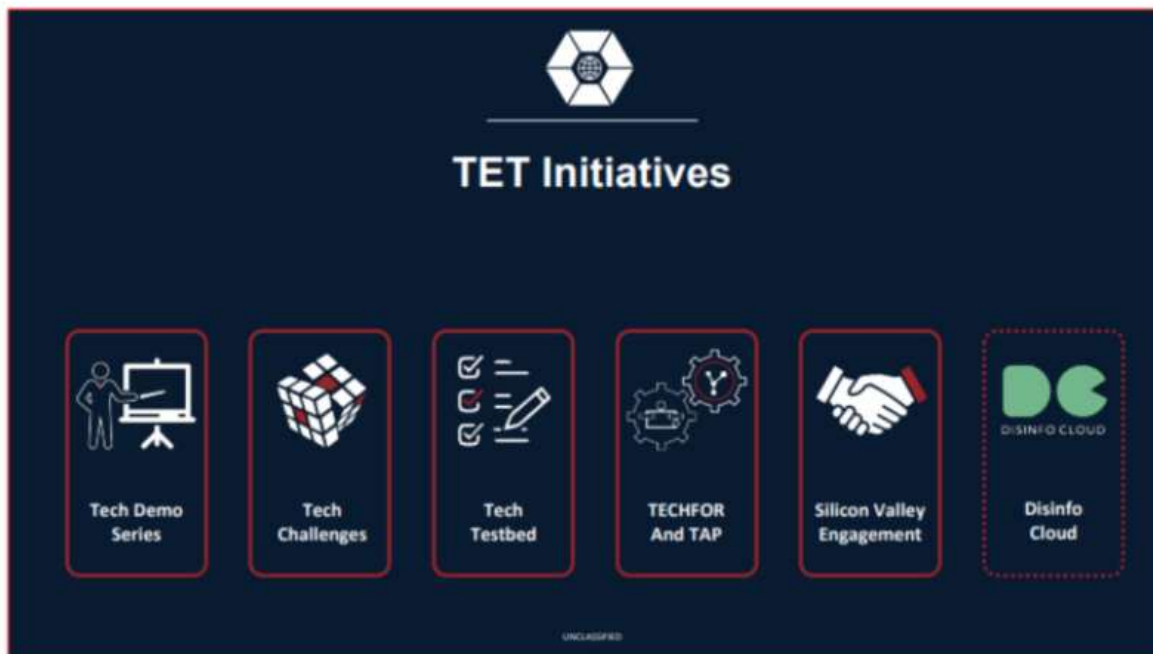 TET Initiatives
Tech Demo
Series
Tech
Challenges
Tech
Testbed
TECHFOR
And TAP
Silicon Valley
Engagement
DISINFO CLOUD
Disinfo
Cloud
UNCLASSIFIED